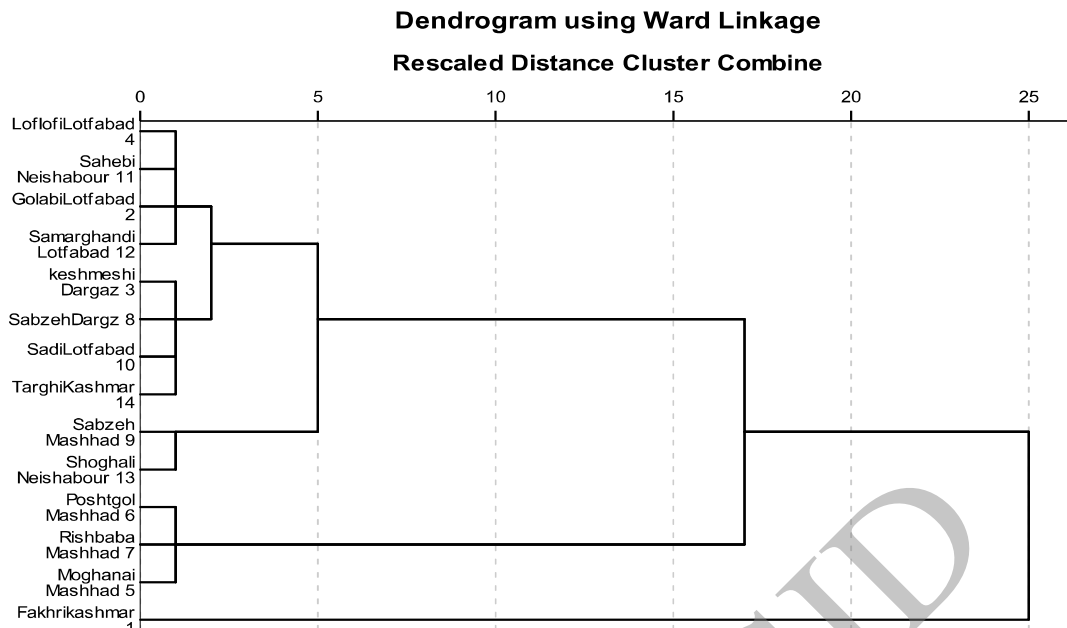 Dendrogram using Ward Linkage
Rescaled Distance Cluster Combine
0 5 10 15 20 25
LoflofiLotfabad
4
Sahebi
Neishabour 11
GolabiLotfabad
2
Samarghandi
Lotfabad 12
keshmeshi
Dargaz 3
SabzehDargz 8
SadiLotfabad
10
TarghiKashmar
14
Sabzeh
Mashhad 9
Shoghali
Neishabour 13
Poshtgol
Mashhad 6
Rishbaba
Mashhad 7
Moghanai
Mashhad 5
Fakhrikashmar
1